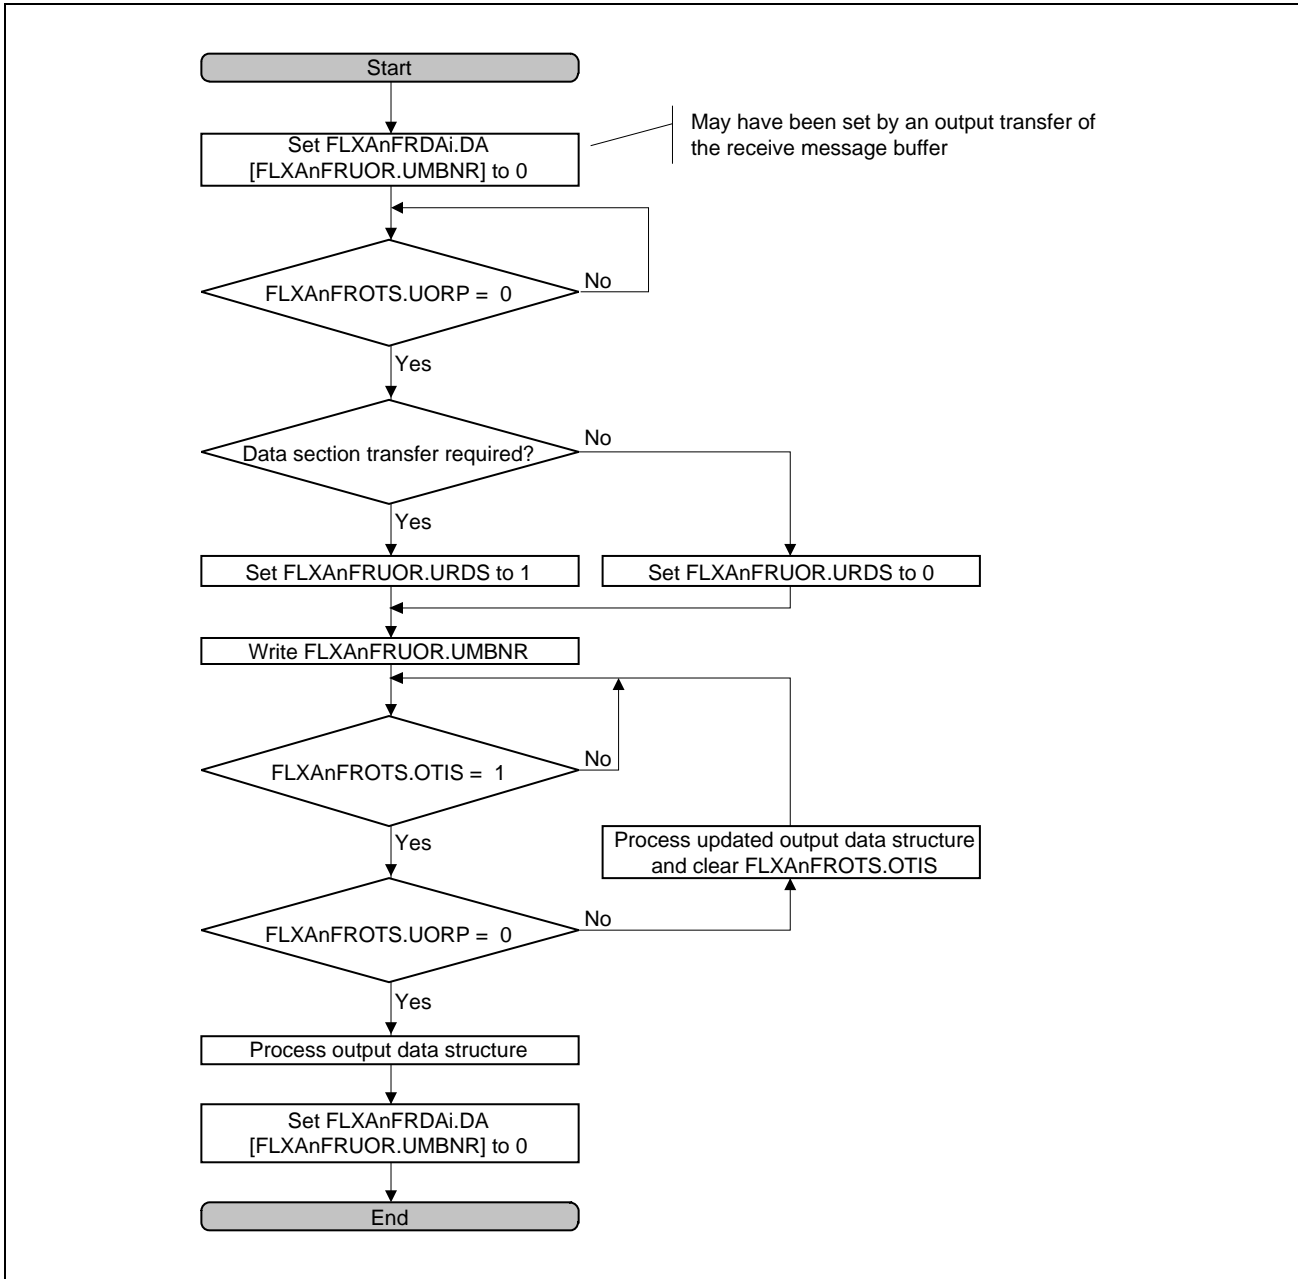 Start
Set FLXAnFRDAi.DA
[FLXAnFRUOR.UMBNR] to 0
May have been set by an output transfer of
the receive message buffer
FLXAnFROTS.UORP = 0
No
Yes
Data section transfer required?
No
Yes
Set FLXAnFRUOR.URDS to 1
Set FLXAnFRUOR.URDS to 0
Write FLXAnFRUOR.UMBNR
FLXAnFROTS.OTIS = 1
No
Yes
Process updated output data structure
and clear FLXAnFROTS.OTIS
FLXAnFROTS.UORP = 0
No
Yes
Process output data structure
Set FLXAnFRDAi.DA
[FLXAnFRUOR.UMBNR] to 0
End